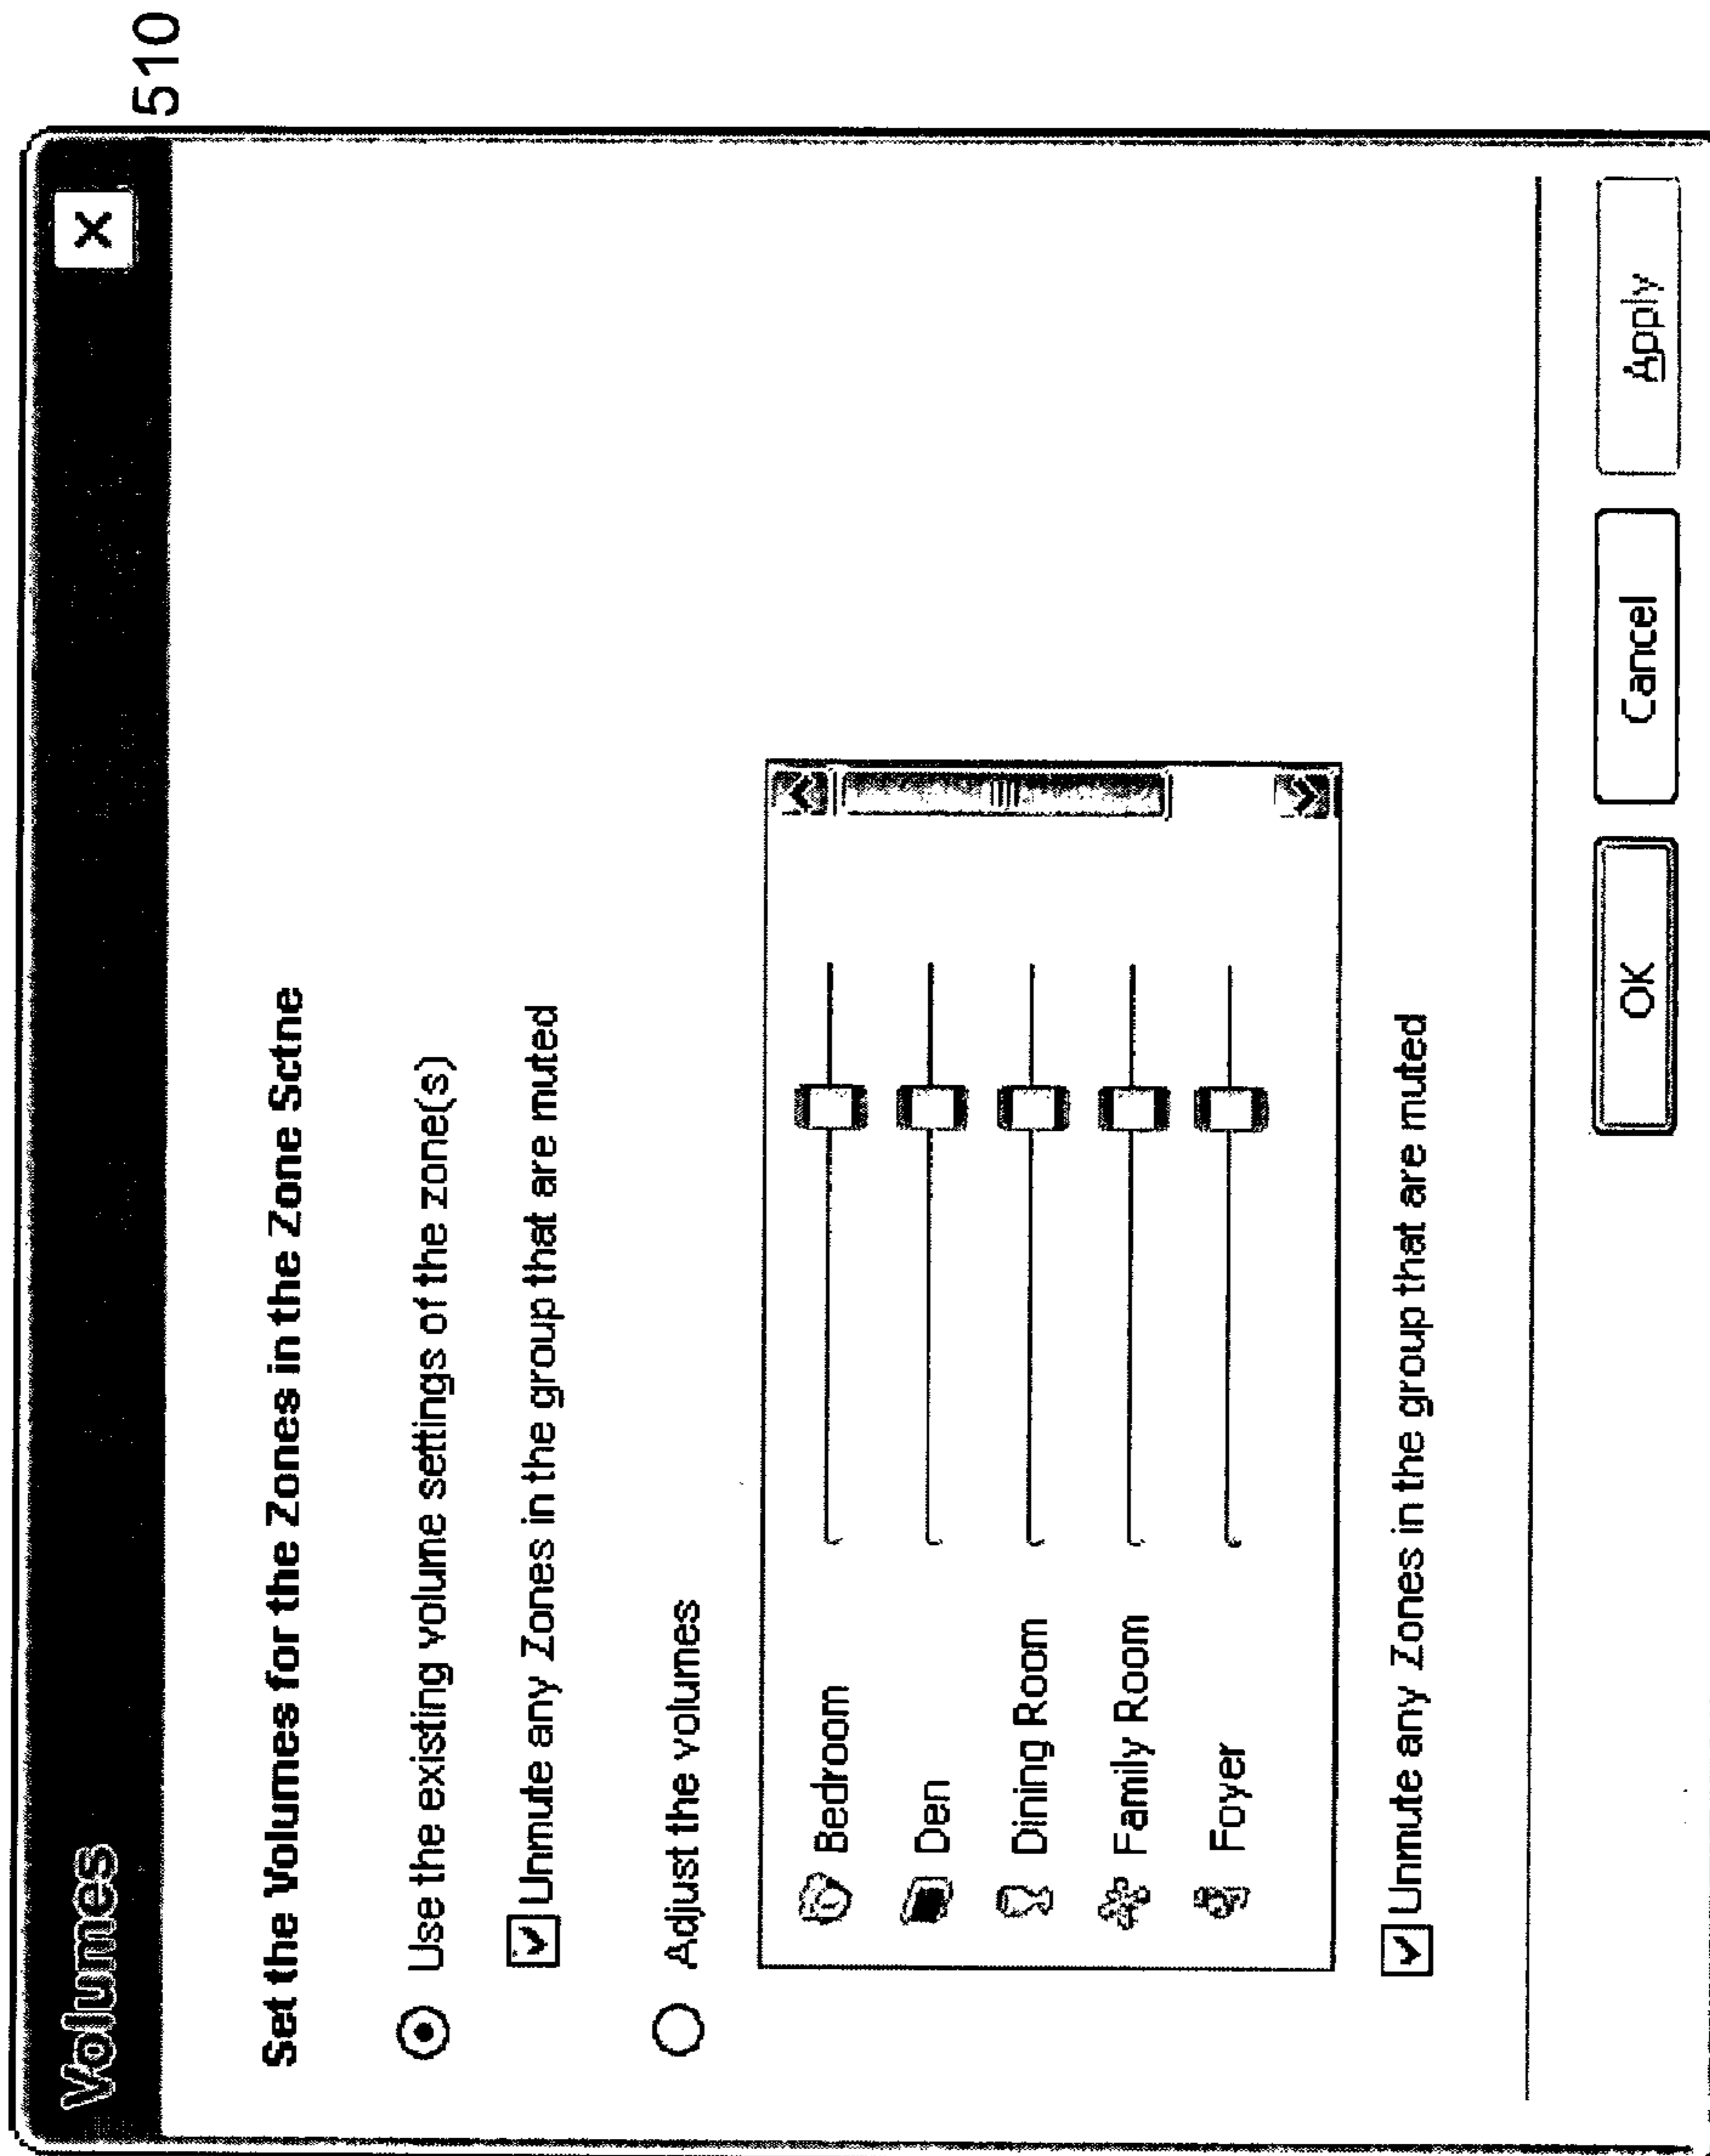 510
Volumes
Set the Volumes for the Zones in the Zone Sctne
Use the existing volume settings of the zone(s)
Unmute any Zones in the group that are muted
Adjust the volumes
Bedroom
Den
Dining Room
Family Room
Foyer
Unmute any Zones in the group that are muted
OK Cancel Apply